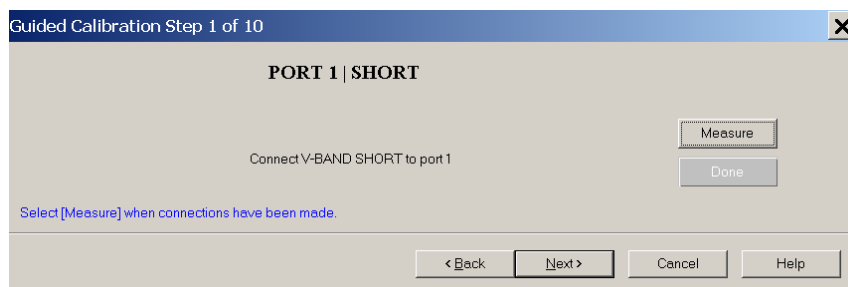 Guided Calibration Step 1 of 10
PORT 1 | SHORT
Measure
Connect V-BAND SHORT to port 1
Done
Select [Measure] when connections have been made.
< Back
Next >
Cancel
Help